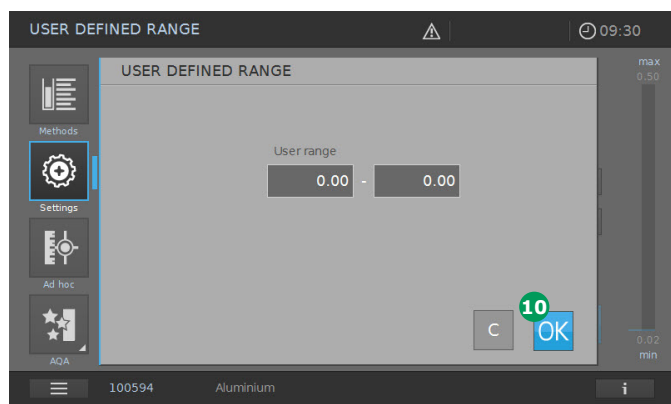 USER DEFINED RANGE 09:30
USER DEFINED RANGE
max
0.50
Methods
User range
0.00 - 0.00
Settings
Ad hoc
10
C OK
0.02
min
AQA
100594 Aluminium i